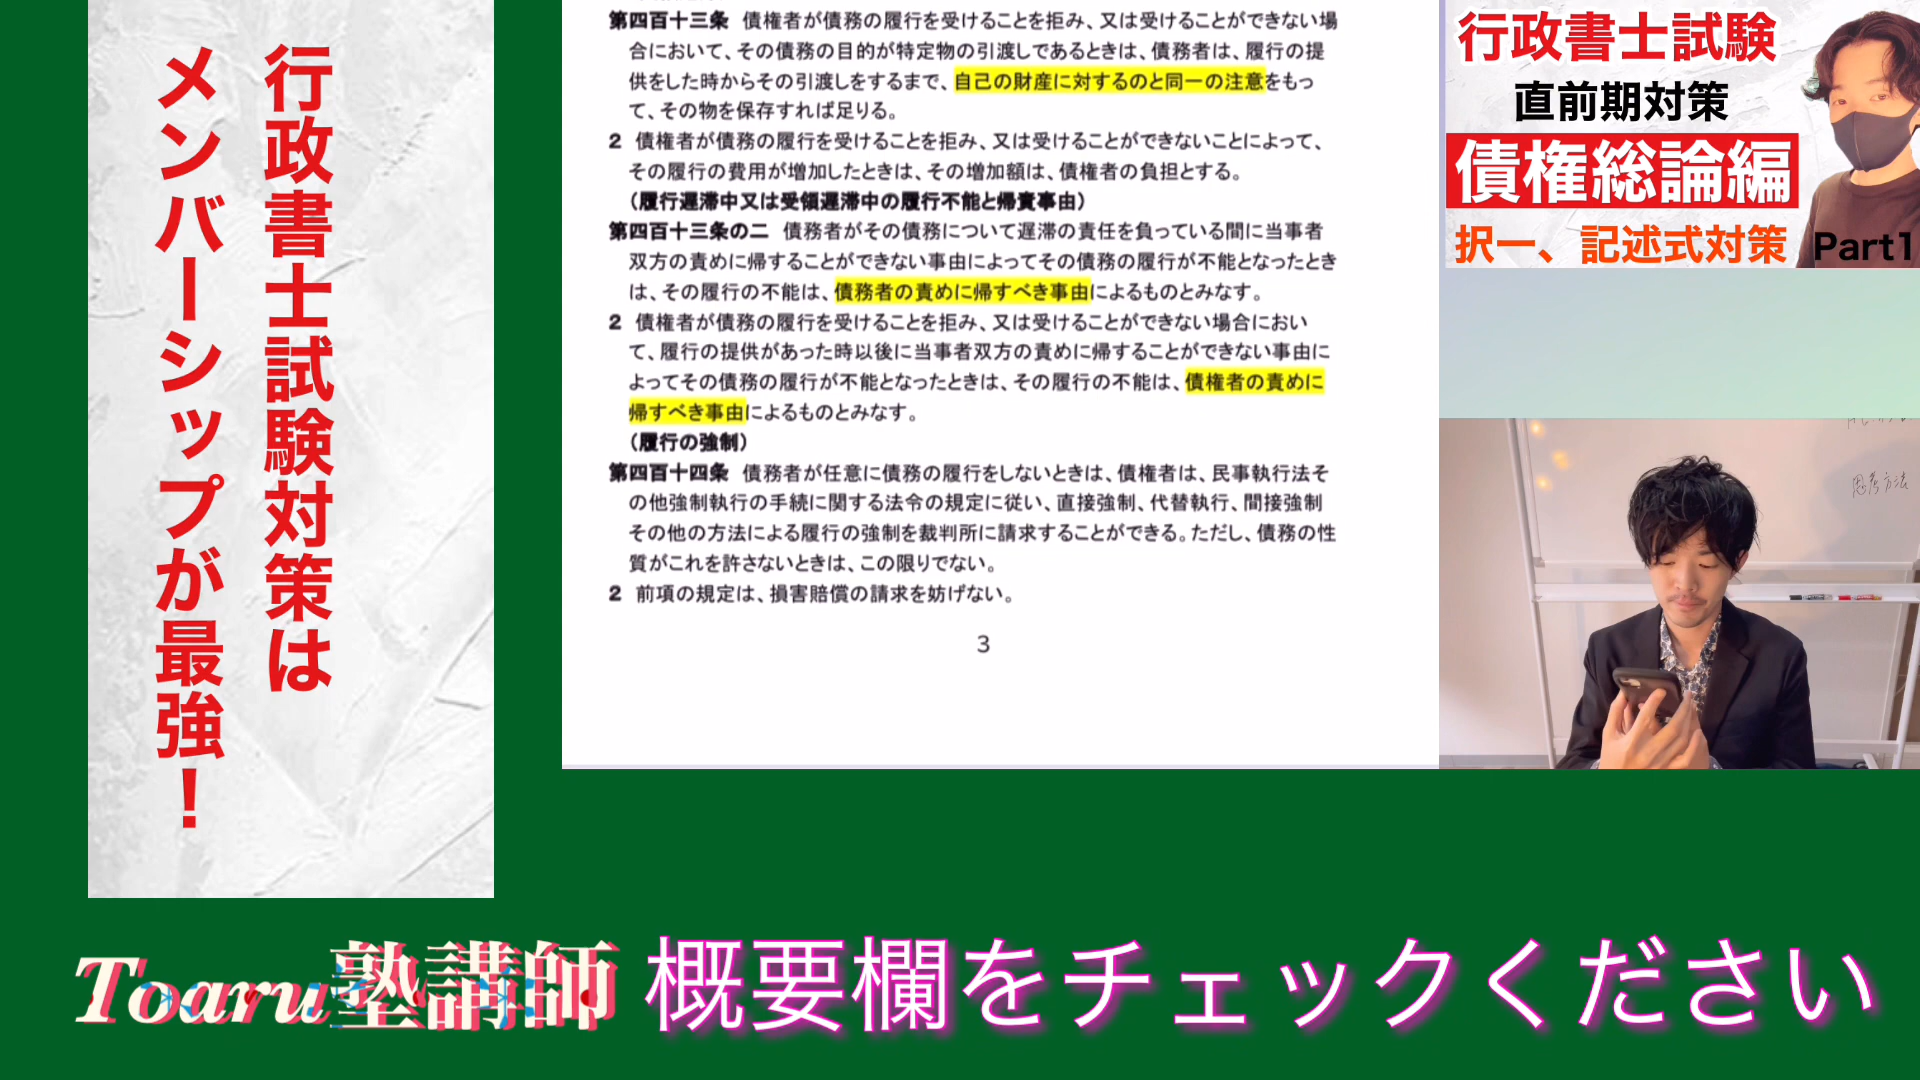 行政書士試験対策は
メンバーシップが最強！
第四百十三条 債権者が債務の履行を受けることを拒み、又は受けることができない場
合において、その債務の目的が特定物の引渡しであるときは、債務者は、履行の提
供をした時からその引渡しをするまで、自己の財産に対するのと同一の注意をもっ
て、その物を保存すれば足りる。
2 債権者が債務の履行を受けることを拒み、又は受けることができないことによって、
その履行の費用が増加したときは、その増加額は、債権者の負担とする。
（履行遅滞中又は受領遅滞中の履行不能と帰責事由）
第四百十三条の二 債務者がその債務について遅滞の責任を負っている間に当事者
双方の責めに帰することができない事由によってその債務の履行が不能となったとき
は、その履行の不能は、債務者の責めに帰すべき事由によるものとみなす。
2 債権者が債務の履行を受けることを拒み、又は受けることができない場合におい
て、履行の提供があった時以後に当事者双方の責めに帰することができない事由に
よってその債務の履行が不能となったときは、その履行の不能は、債権者の責めに
帰すべき事由によるものとみなす。
（履行の強制）
第四百十四条 債務者が任意に債務の履行をしないときは、債権者は、民事執行法そ
の他強制執行の手続に関する法令の規定に従い、直接強制、代替執行、間接強制
その他の方法による履行の強制を裁判所に請求することができる。ただし、債務の性
質がこれを許さないときは、この限りでない。
2 前項の規定は、損害賠償の請求を妨げない。
3
行政書士試験
直前期対策
債権総論編
択一、記述式対策 Part1
思考方法
Toaru塾講師 概要欄をチェックください